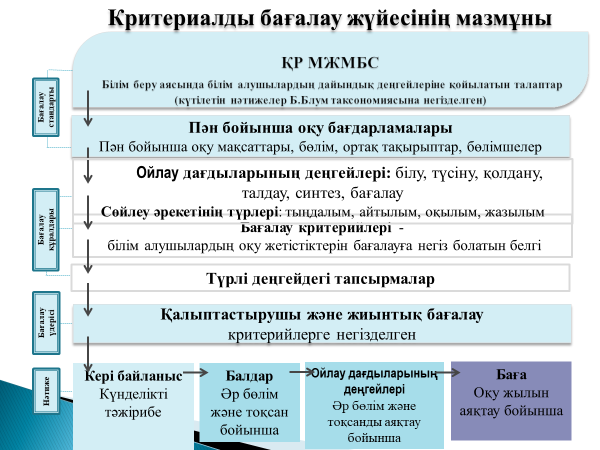 Критериалды бағалау жүйесінің мазмұны
ҚР МЖМБС
Білім беру аясында білім алушылардың дайындық деңгейлеріне қойылатын талаптар
(күтілетін нәтижелер Б.Блум таксономиясына негізделген)
Бағалау
стандарты
Пән бойынша оқу бағдарламалары
Пән бойынша оқу мақсаттары, бөлім, ортақ тақырыптар, бөлімшелер
Ойлау дағдыларының деңгейлері: білу, түсіну, қолдану,
талдау, синтез, бағалау
Сөйлеу әрекетінің түрлері: тыңдалым, айтылым, оқылым, жазылым
Бағалау
құралдары
Бағалау критерийлері -
білім алушылардың оқу жетістіктерін бағалауға негіз болатын белгі
Түрлі деңгейдегі тапсырмалар
Бағалау
үдерісі
Қалыптастырушы және жиынтық бағалау
критерийлерге негізделген
Нәтиже
Кері байланыс
Күнделікті
тәжірибе
Балдар
Әр бөлім
және тоқсан
бойынша
Ойлау дағдыларының
деңгейлері
Әр бөлім және
тоқсанды аяқтау
бойынша
Баға
Оқу жылын
аяқтау бойынша